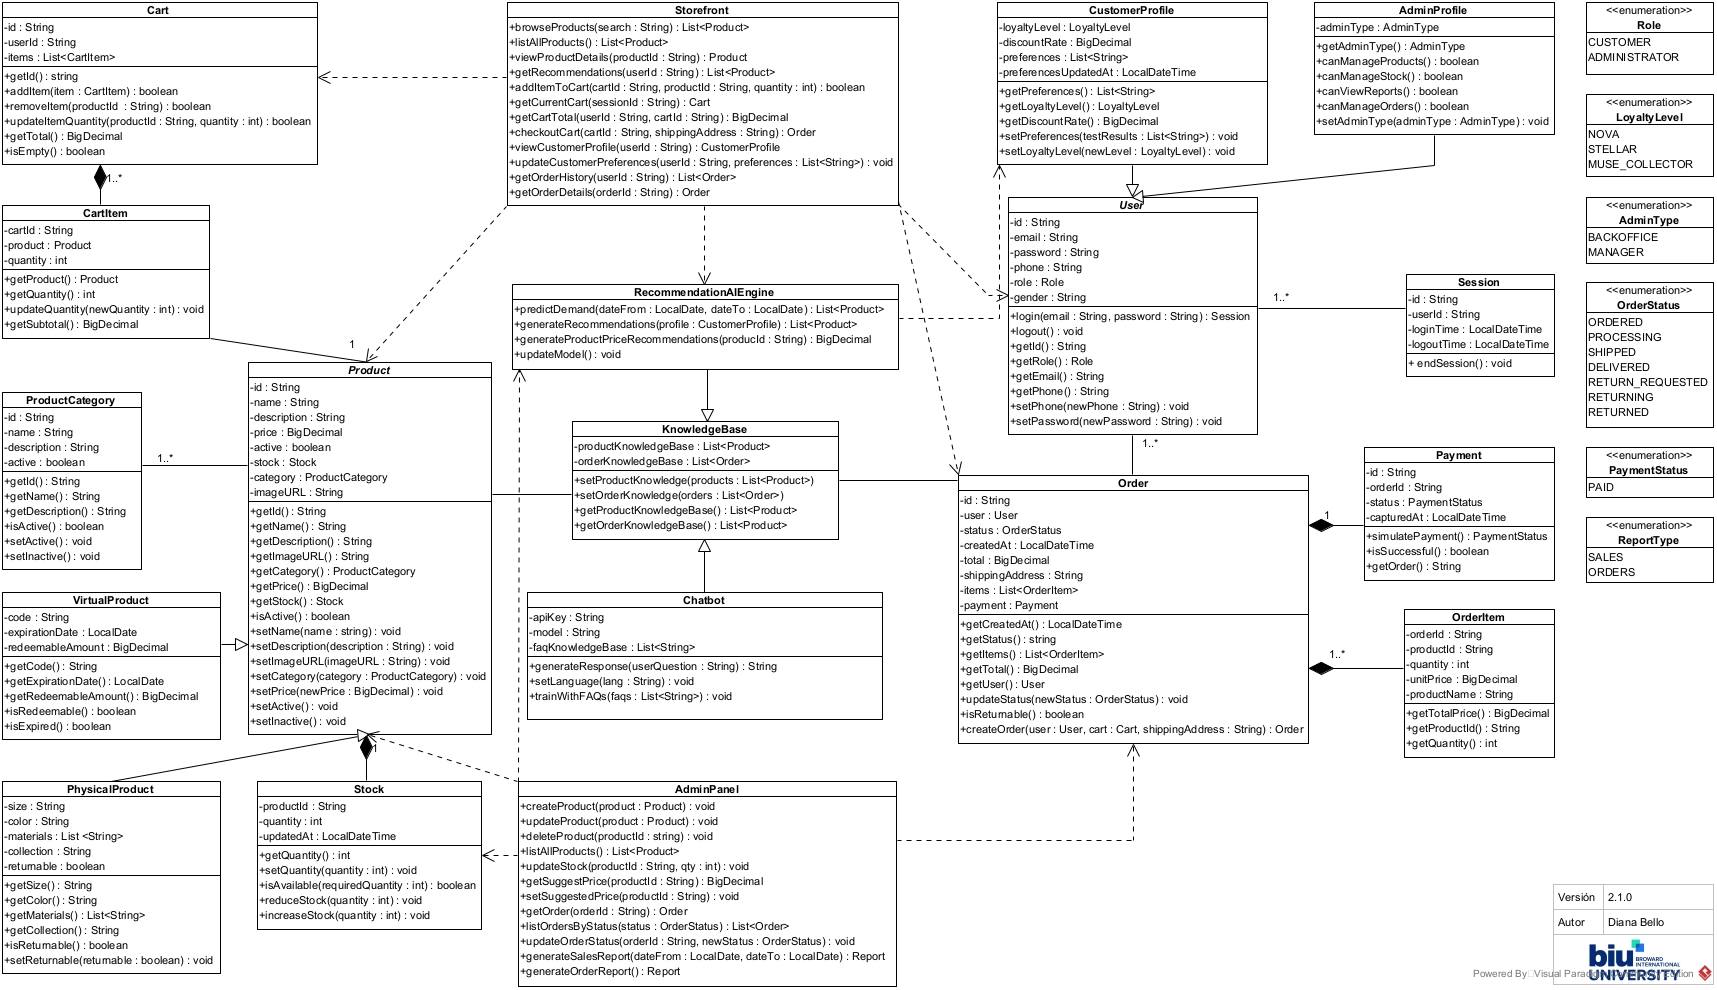 Cart
-id : String
-userId : String
-items : List<CartItem>
+getId() : string
+addItem(item : CartItem) : boolean
+removeItem(productId : String) : boolean
+updateItemQuantity(productId : String, quantity : int) : boolean
+getTotal() : BigDecimal
+isEmpty() : boolean
1..*
CartItem
-cartId : String
-product : Product
-quantity : int
+getProduct() : Product
+getQuantity() : int
+updateQuantity(newQuantity : int) : void
+getSubtotal() : BigDecimal
1
Storefront
+browseProducts(search : String) : List<Product>
+listAllProducts() : List<Product>
+viewProductDetails(productId : String) : Product
+getRecommendations(userId : String) : List<Product>
+addItemToCart(cartId : String, productId : String, quantity : int) : boolean
+getCurrentCart(sessionId : String) : Cart
+getCartTotal(userId : String, cartId : String) : BigDecimal
+checkoutCart(cartId : String, shippingAddress : String) : Order
+viewCustomerProfile(userId : String) : CustomerProfile
+updateCustomerPreferences(userId : String, preferences : List<String>) : void
+getOrderHistory(userId : String) : List<Order>
+getOrderDetails(orderId : String) : Order
CustomerProfile
-loyaltyLevel : LoyaltyLevel
-discountRate : BigDecimal
-preferences : List<String>
-preferencesUpdatedAt : LocalDateTime
+getPreferences() : List<String>
+getLoyaltyLevel() : LoyaltyLevel
+getDiscountRate() : BigDecimal
+setPreferences(testResults : List<String>) : void
+setLoyaltyLevel(newLevel : LoyaltyLevel) : void
AdminProfile
-adminType : AdminType
+getAdminType() : AdminType
+canManageProducts() : boolean
+canManageStock() : boolean
+canViewReports() : boolean
+canManageOrders() : boolean
+setAdminType(adminType : AdminType) : void
<<enumeration>>
Role
CUSTOMER
ADMINISTRATOR
<<enumeration>>
LoyaltyLevel
NOVA
STELLAR
MUSE_COLLECTOR
<<enumeration>>
AdminType
BACKOFFICE
MANAGER
<<enumeration>>
OrderStatus
ORDERED
PROCESSING
SHIPPED
DELIVERED
RETURN_REQUESTED
RETURNING
RETURNED
<<enumeration>>
PaymentStatus
PAID
<<enumeration>>
ReportType
SALES
ORDERS
User
-id : String
-email : String
-password : String
-phone : String
-role : Role
-gender : String
+login(email : String, password : String) : Session
+logout() : void
+getId() : String
+getRole() : Role
+getEmail() : String
+getPhone() : String
+setPhone(newPhone : String) : void
+setPassword(newPassword : String) : void
1..*
1..*
Session
-id : String
-userId : String
-loginTime : LocalDateTime
-logoutTime : LocalDateTime
+ endSession() : void
RecommendationAIEngine
+predictDemand(dateFrom : LocalDate, dateTo : LocalDate) : List<Product>
+generateRecommendations(profile : CustomerProfile) : List<Product>
+generateProductPriceRecommendations(producId : String) : BigDecimal
+updateModel() : void
KnowledgeBase
-productKnowledgeBase : List<Product>
-orderKnowledgeBase : List<Order>
+setProductKnowledge(products : List<Product>)
+setOrderKnowledge(orders : List<Order>)
+getProductKnowledgeBase() : List<Product>
+getOrderKnowledgeBase() : List<Product>
Chatbot
-apiKey : String
-model : String
-faqKnowledgeBase : List<String>
+generateResponse(userQuestion : String) : String
+setLanguage(lang : String) : void
+trainWithFAQs(faqs : List<String>) : void
Product
-id : String
-name : String
-description : String
-price : BigDecimal
-active : boolean
-stock : Stock
-category : ProductCategory
-imageURL : String
+getId() : String
+getName() : String
+getDescription() : String
+getImageURL() : String
+getCategory() : ProductCategory
+getPrice() : BigDecimal
+getStock() : Stock
+isActive() : boolean
+setName(name : string) : void
+setDescription(description : String) : void
+setImageURL(imageURL : String) : void
+setCategory(category : ProductCategory) : void
+setPrice(newPrice : BigDecimal) : void
+setActive() : void
+setInactive() : void
1
ProductCategory
-id : String
-name : String
-description : String
-active : boolean
+getId() : String
+getName() : String
+getDescription() : String
+isActive() : boolean
+setActive() : void
+setInactive() : void
1..*
VirtualProduct
-code : String
-expirationDate : LocalDate
-redeemableAmount : BigDecimal
+getCode() : String
+getExpirationDate() : LocalDate
+getRedeemableAmount() : BigDecimal
+isRedeemable() : boolean
+isExpired() : boolean
PhysicalProduct
-size : String
-color : String
-materials : List <String>
-collection : String
-returnable : boolean
+getSize() : String
+getColor() : String
+getMaterials() : List<String>
+getCollection() : String
+isReturnable() : boolean
+setReturnable(returnable : boolean) : void
Stock
-productId : String
-quantity : int
-updatedAt : LocalDateTime
+getQuantity() : int
+setQuantity(quantity : int) : void
+isAvailable(requiredQuantity : int) : boolean
+reduceStock(quantity : int) : void
+increaseStock(quantity : int) : void
AdminPanel
+createProduct(product : Product) : void
+updateProduct(product : Product) : void
+deleteProduct(productId : string) : void
+listAllProducts() : List<Product>
+updateStock(productId : String, qty : int) : void
+getSuggestPrice(productId : String) : BigDecimal
+setSuggestedPrice(productId : String) : void
+getOrder(orderId : String) : Order
+listOrdersByStatus(status : OrderStatus) : List<Order>
+updateOrderStatus(orderId : String, newStatus : OrderStatus) : void
+generateSalesReport(dateFrom : LocalDate, dateTo : LocalDate) : Report
+generateOrderReport() : Report
Order
-id : String
-user : User
-status : OrderStatus
-createdAt : LocalDateTime
-total : BigDecimal
-shippingAddress : String
-items : List<OrderItem>
-payment : Payment
+getCreatedAt() : LocalDateTime
+getStatus() : string
+getItems() : List<OrderItem>
+getTotal() : BigDecimal
+getUser() : User
+updateStatus(newStatus : OrderStatus) : void
+isReturnable() : boolean
+createOrder(user : User, cart : Cart, shippingAddress : String) : Order
1
1..*
Payment
-id : String
-orderId : String
-status : PaymentStatus
-capturedAt : LocalDateTime
+simulatePayment() : PaymentStatus
+isSuccessful() : boolean
+getOrder() : String
OrderItem
-orderId : String
-productId : String
-quantity : int
-unitPrice : BigDecimal
-productName : String
+getTotalPrice() : BigDecimal
+getProductId() : String
+getQuantity() : int
Versión 2.1.0
Autor Diana Bello
biu BROWARD INTERNATIONAL
UNIVERSITY
Powered By Visual Paradigm Community Edition